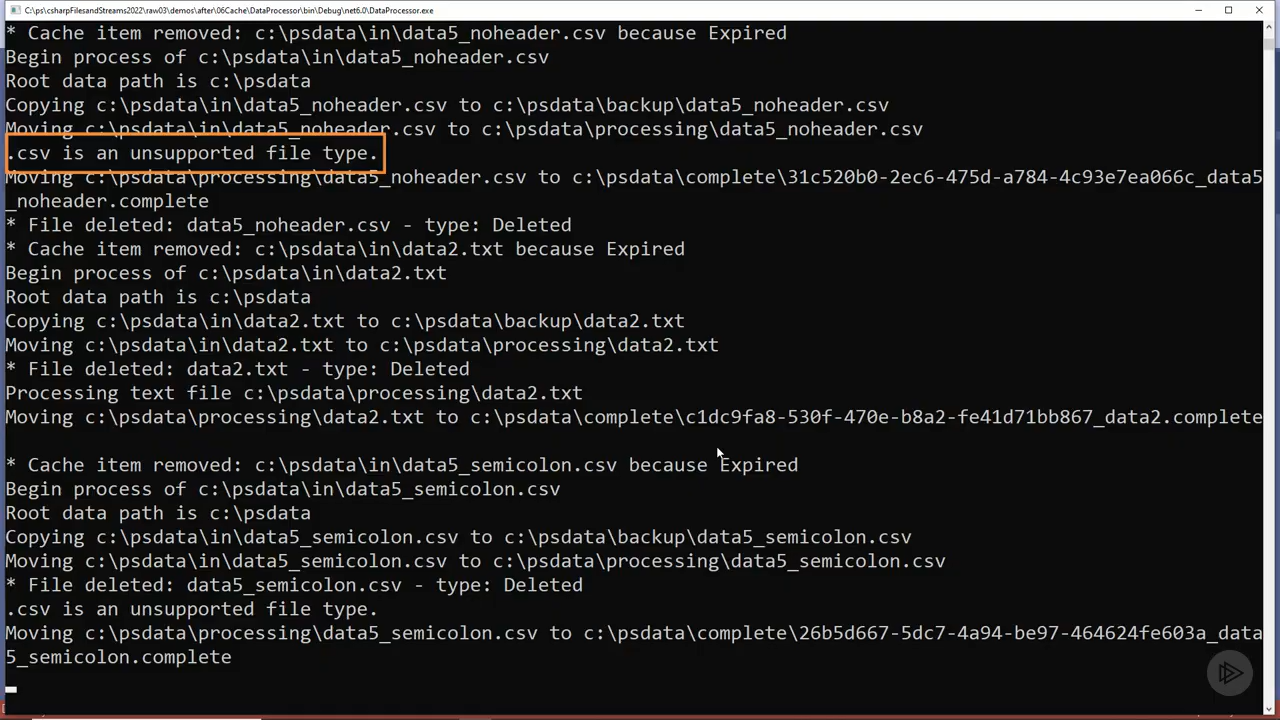 C:\ps\csharpFilesandStreams2022\raw03\demos\after\06Cache\DataProcessor\bin\Debug\net6.0\DataProcessor.exe
* Cache item removed: c:\psdata\in\data5_noheader.csv because Expired
Begin process of c:\psdata\in\data5_noheader.csv
Root data path is c:\psdata
Copying c:\psdata\in\data5_noheader.csv to c:\psdata\backup\data5_noheader.csv
Moving c:\psdata\in\data5_noheader.csv to c:\psdata\processing\data5_noheader.csv
.csv is an unsupported file type.
Moving c:\psdata\processing\data5_noheader.csv to c:\psdata\complete\31c520b0-2ec6-475d-a784-4c93e7ea066c_data5
_noheader.complete
* File deleted: data5_noheader.csv - type: Deleted
* Cache item removed: c:\psdata\in\data2.txt because Expired
Begin process of c:\psdata\in\data2.txt
Root data path is c:\psdata
Copying c:\psdata\in\data2.txt to c:\psdata\backup\data2.txt
Moving c:\psdata\in\data2.txt to c:\psdata\processing\data2.txt
* File deleted: data2.txt - type: Deleted
Processing text file c:\psdata\processing\data2.txt
Moving c:\psdata\processing\data2.txt to c:\psdata\complete\c1dc9fa8-530f-470e-b8a2-fe41d71bb867_data2.complete
* Cache item removed: c:\psdata\in\data5_semicolon.csv because Expired
Begin process of c:\psdata\in\data5_semicolon.csv
Root data path is c:\psdata
Copying c:\psdata\in\data5_semicolon.csv to c:\psdata\backup\data5_semicolon.csv
Moving c:\psdata\in\data5_semicolon.csv to c:\psdata\processing\data5_semicolon.csv
* File deleted: data5_semicolon.csv - type: Deleted
.csv is an unsupported file type.
Moving c:\psdata\processing\data5_semicolon.csv to c:\psdata\complete\26b5d667-5dc7-4a94-be97-464624fe603a_data
5_semicolon.complete